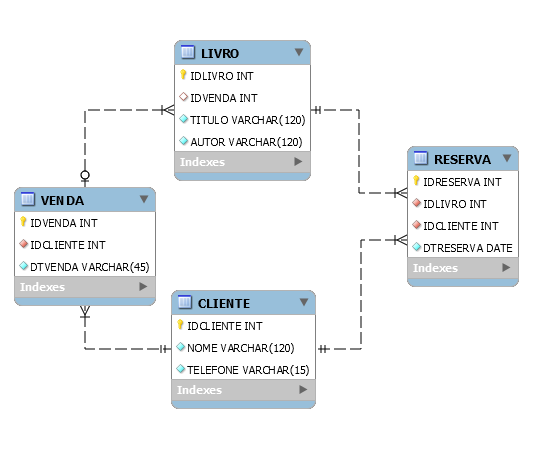 LIVRO
IDLIVRO INT
IDVENDA INT
TITULO VARCHAR(120)
AUTOR VARCHAR(120)
Indexes
RESERVA
IDRESERVA INT
IDLIVRO INT
IDCLIENTE INT
DTRESERVA DATE
Indexes
VENDA
IDVENDA INT
IDCLIENTE INT
DTVENDA VARCHAR(45)
Indexes
CLIENTE
IDCLIENTE INT
NOME VARCHAR(120)
TELEFONE VARCHAR(15)
Indexes